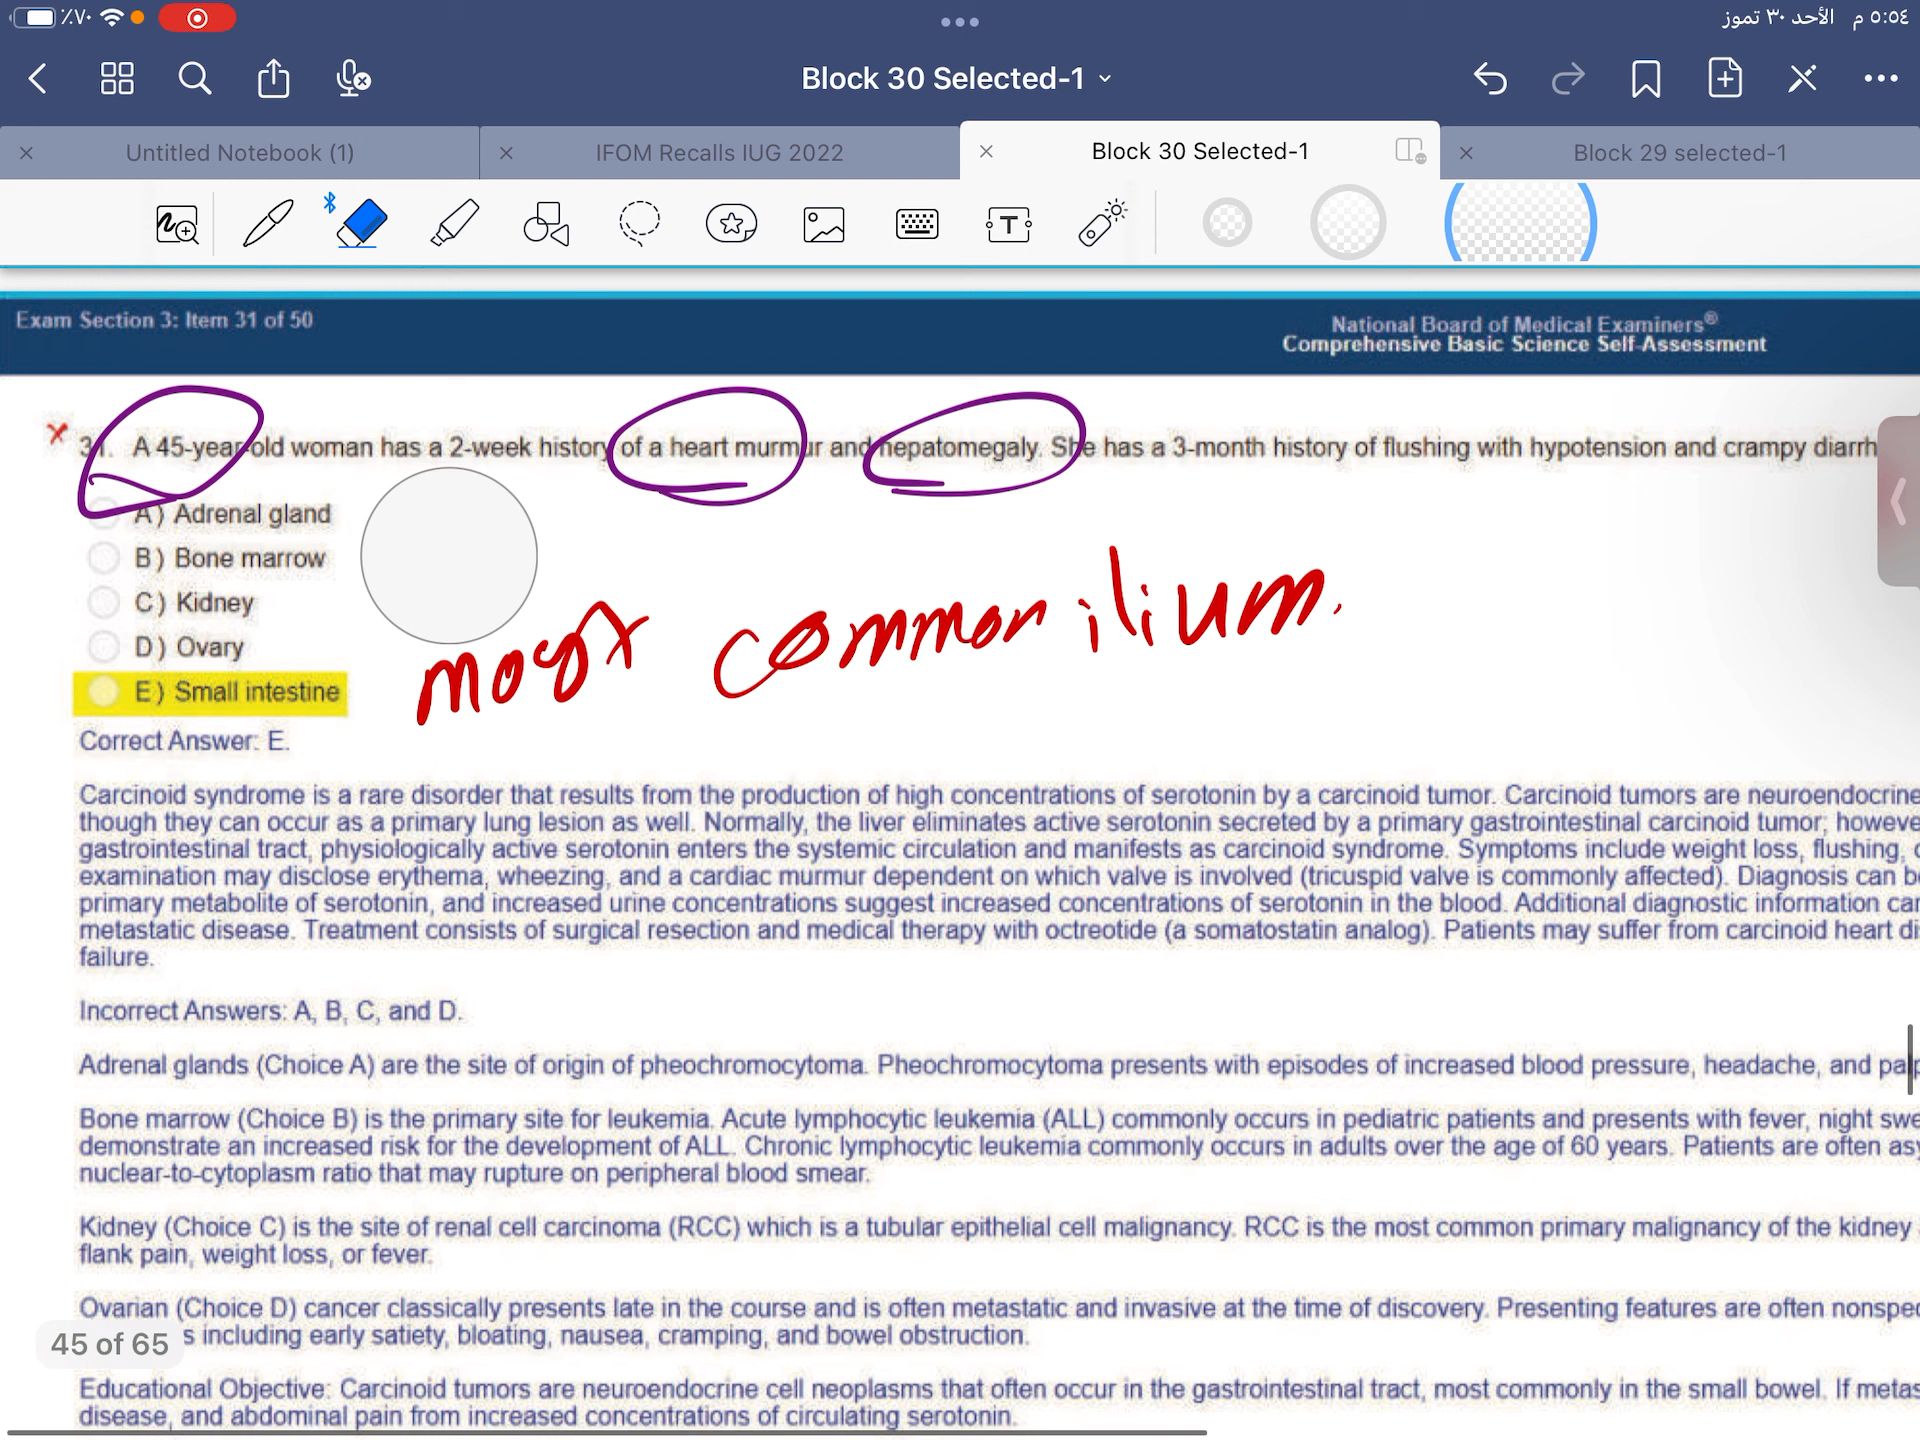 ٪٧٠
٥:٥٤ م الأحد ٣٠ تموز
Block 30 Selected-1
Untitled Notebook (1)
IFOM Recalls IUG 2022
Block 30 Selected-1
Block 29 selected-1
Exam Section 3: Item 31 of 50
National Board of Medical Examiners®
Comprehensive Basic Science Self-Assessment
31. A 45-year-old woman has a 2-week history of a heart murmur and hepatomegaly. She has a 3-month history of flushing with hypotension and crampy diarrh
A) Adrenal gland
B) Bone marrow
C) Kidney
D) Ovary
E) Small intestine
most common ilium.
Correct Answer: E.
Carcinoid syndrome is a rare disorder that results from the production of high concentrations of serotonin by a carcinoid tumor. Carcinoid tumors are neuroendocrine
though they can occur as a primary lung lesion as well. Normally, the liver eliminates active serotonin secreted by a primary gastrointestinal carcinoid tumor; howeve
gastrointestinal tract, physiologically active serotonin enters the systemic circulation and manifests as carcinoid syndrome. Symptoms include weight loss, flushing,
examination may disclose erythema, wheezing, and a cardiac murmur dependent on which valve is involved (tricuspid valve is commonly affected). Diagnosis can b
primary metabolite of serotonin, and increased urine concentrations suggest increased concentrations of serotonin in the blood. Additional diagnostic information ca
metastatic disease. Treatment consists of surgical resection and medical therapy with octreotide (a somatostatin analog). Patients may suffer from carcinoid heart di
failure.
Incorrect Answers: A, B, C, and D.
Adrenal glands (Choice A) are the site of origin of pheochromocytoma. Pheochromocytoma presents with episodes of increased blood pressure, headache, and palp
Bone marrow (Choice B) is the primary site for leukemia. Acute lymphocytic leukemia (ALL) commonly occurs in pediatric patients and presents with fever, night swe
demonstrate an increased risk for the development of ALL. Chronic lymphocytic leukemia commonly occurs in adults over the age of 60 years. Patients are often asy
nuclear-to-cytoplasm ratio that may rupture on peripheral blood smear.
Kidney (Choice C) is the site of renal cell carcinoma (RCC) which is a tubular epithelial cell malignancy. RCC is the most common primary malignancy of the kidney
flank pain, weight loss, or fever.
Ovarian (Choice D) cancer classically presents late in the course and is often metastatic and invasive at the time of discovery. Presenting features are often nonspec
s including early satiety, bloating, nausea, cramping, and bowel obstruction.
45 of 65
Educational Objective: Carcinoid tumors are neuroendocrine cell neoplasms that often occur in the gastrointestinal tract, most commonly in the small bowel. If metas
disease, and abdominal pain from increased concentrations of circulating serotonin.